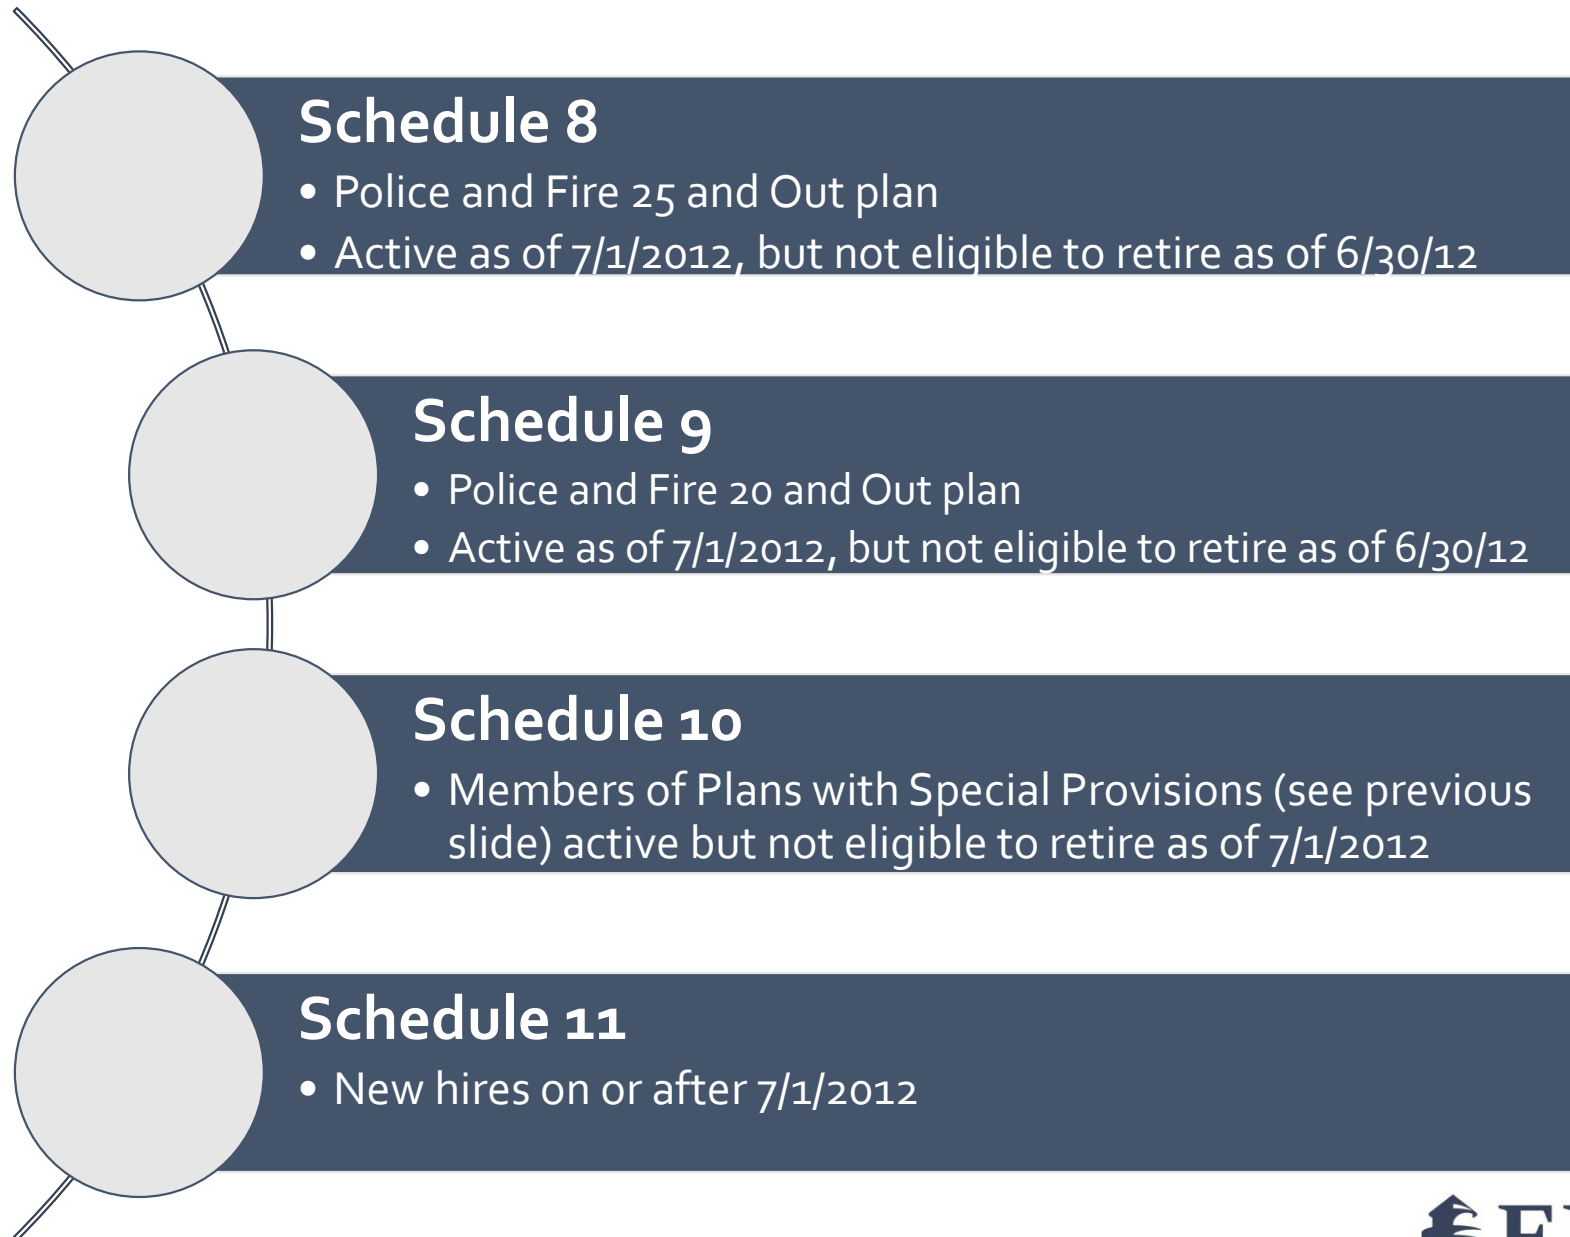 Schedule 8
• Police and Fire 25 and Out plan
• Active as of 7/1/2012, but not eligible to retire as of 6/30/12
Schedule 9
• Police and Fire 20 and Out plan
• Active as of 7/1/2012, but not eligible to retire as of 6/30/12
Schedule 10
• Members of Plans with Special Provisions (see previous
slide) active but not eligible to retire as of 7/1/2012
Schedule 11
• New hires on or after 7/1/2012